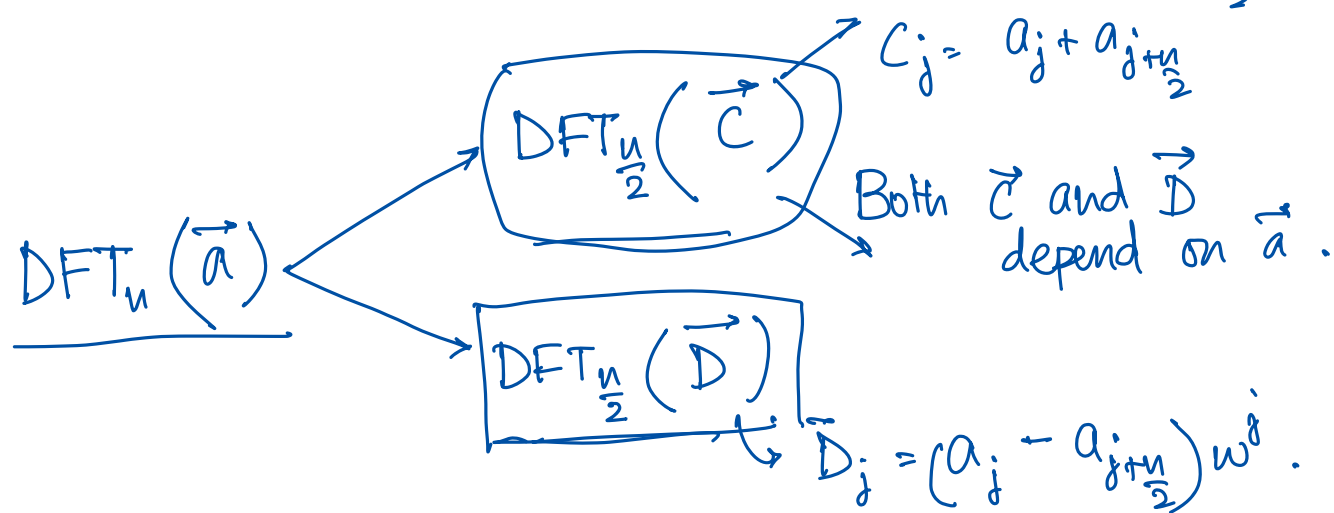 C_j = a_j + a_{j+n/2}
DFT_{n/2} (C⃗)
Both C⃗ and D⃗
depend on a⃗ .
DFT_n (a⃗)
DFT_{n/2} (D⃗)
D_j = (a_j - a_{j+n/2}) w^j .